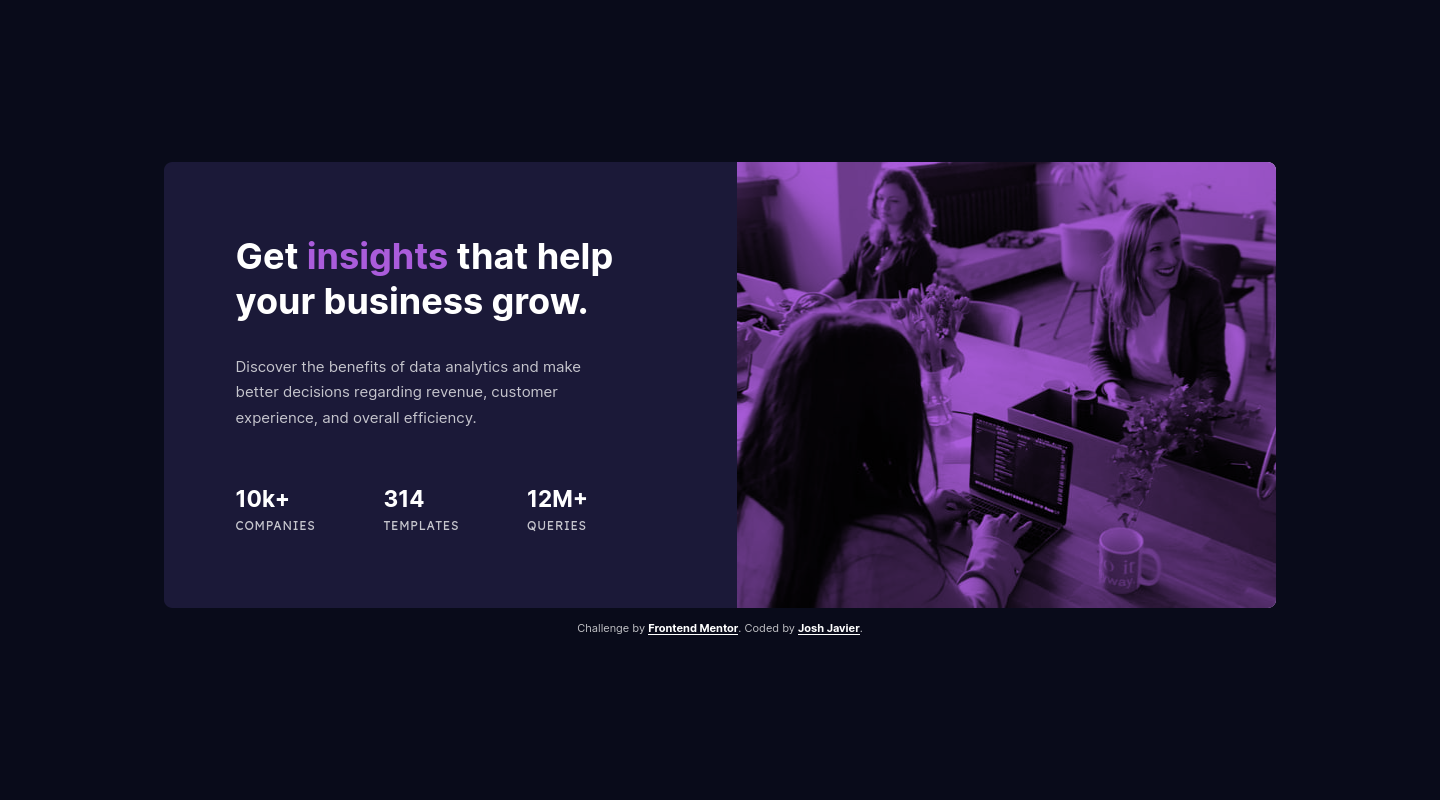 Get insights that help
your business grow.
Discover the benefits of data analytics and make
better decisions regarding revenue, customer
experience, and overall efficiency.
10k+
COMPANIES
314
TEMPLATES
12M+
QUERIES
it
way.
Challenge by Frontend Mentor. Coded by Josh Javier.